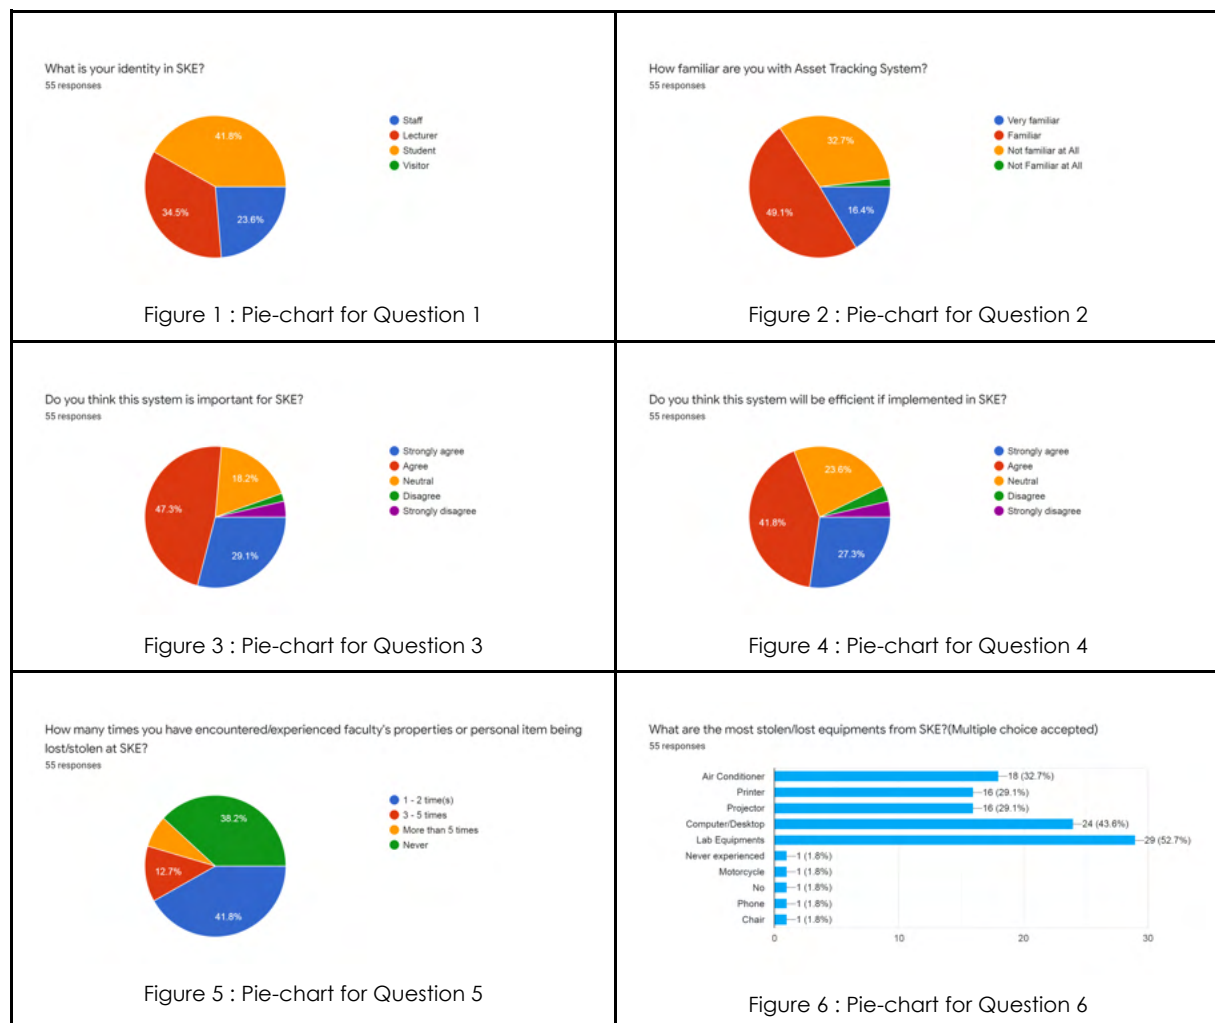 What is your identity in SKE?
55 responses
41.8%
34.5%
23.6%
Staff
Lecturer
Student
Visitor
Figure 1 : Pie-chart for Question 1
How familiar are you with Asset Tracking System?
55 responses
32.7%
49.1%
16.4%
Very familiar
Familiar
Not familiar at All
Not Familiar at All
Figure 2 : Pie-chart for Question 2
Do you think this system is important for SKE?
55 responses
18.2%
47.3%
29.1%
Strongly agree
Agree
Neutral
Disagree
Strongly disagree
Figure 3 : Pie-chart for Question 3
Do you think this system will be efficient if implemented in SKE?
55 responses
23.6%
41.8%
27.3%
Strongly agree
Agree
Neutral
Disagree
Strongly disagree
Figure 4 : Pie-chart for Question 4
How many times you have encountered/experienced faculty's properties or personal item being
lost/stolen at SKE?
55 responses
38.2%
12.7%
41.8%
1 - 2 time(s)
3 - 5 times
More than 5 times
Never
Figure 5 : Pie-chart for Question 5
What are the most stolen/lost equipments from SKE?(Multiple choice accepted)
55 responses
Air Conditioner 18 (32.7%)
Printer 16 (29.1%)
Projector 16 (29.1%)
Computer/Desktop 24 (43.6%)
Lab Equipments 29 (52.7%)
Never experienced 1 (1.8%)
Motorcycle 1 (1.8%)
No 1 (1.8%)
Phone 1 (1.8%)
Chair 1 (1.8%)
0 10 20 30
Figure 6 : Pie-chart for Question 6